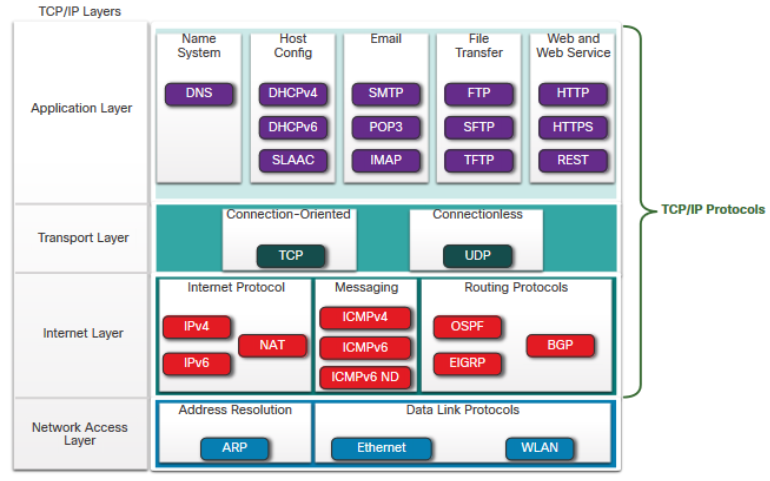 TCP/IP Layers
Application Layer
Name
System
DNS
Host
Config
DHCPv4
DHCPv6
SLAAC
Email
SMTP
POP3
IMAP
File
Transfer
FTP
SFTP
TFTP
Web and
Web Service
HTTP
HTTPS
REST
TCP/IP Protocols
Transport Layer
Connection-Oriented
TCP
Connectionless
UDP
Internet Layer
Internet Protocol
IPv4
IPv6
NAT
Messaging
ICMPv4
ICMPv6
ICMPv6 ND
Routing Protocols
OSPF
EIGRP
BGP
Network Access
Layer
Address Resolution
ARP
Data Link Protocols
Ethernet
WLAN